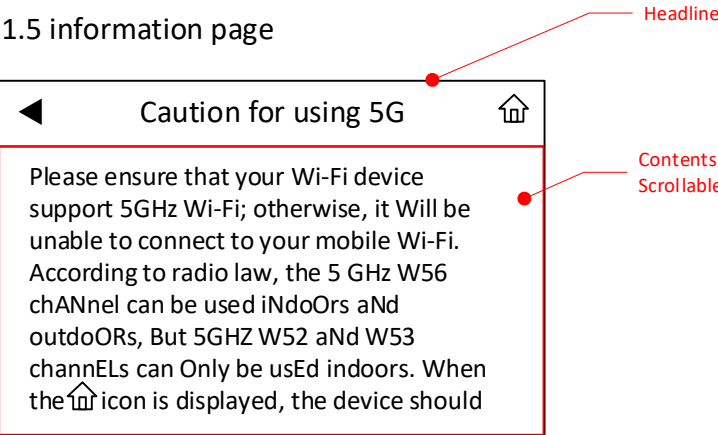 1.5 information page
Headline
Caution for using 5G
Contents
Scrollable
Please ensure that your Wi-Fi device
support 5GHz Wi-Fi; otherwise, it Will be
unable to connect to your mobile Wi-Fi.
According to radio law, the 5 GHz W56
chANnel can be used iNdoOrs aNd
outdoORs, But 5GHZ W52 aNd W53
channELs can Only be usEd indoors. When
the icon is displayed, the device should